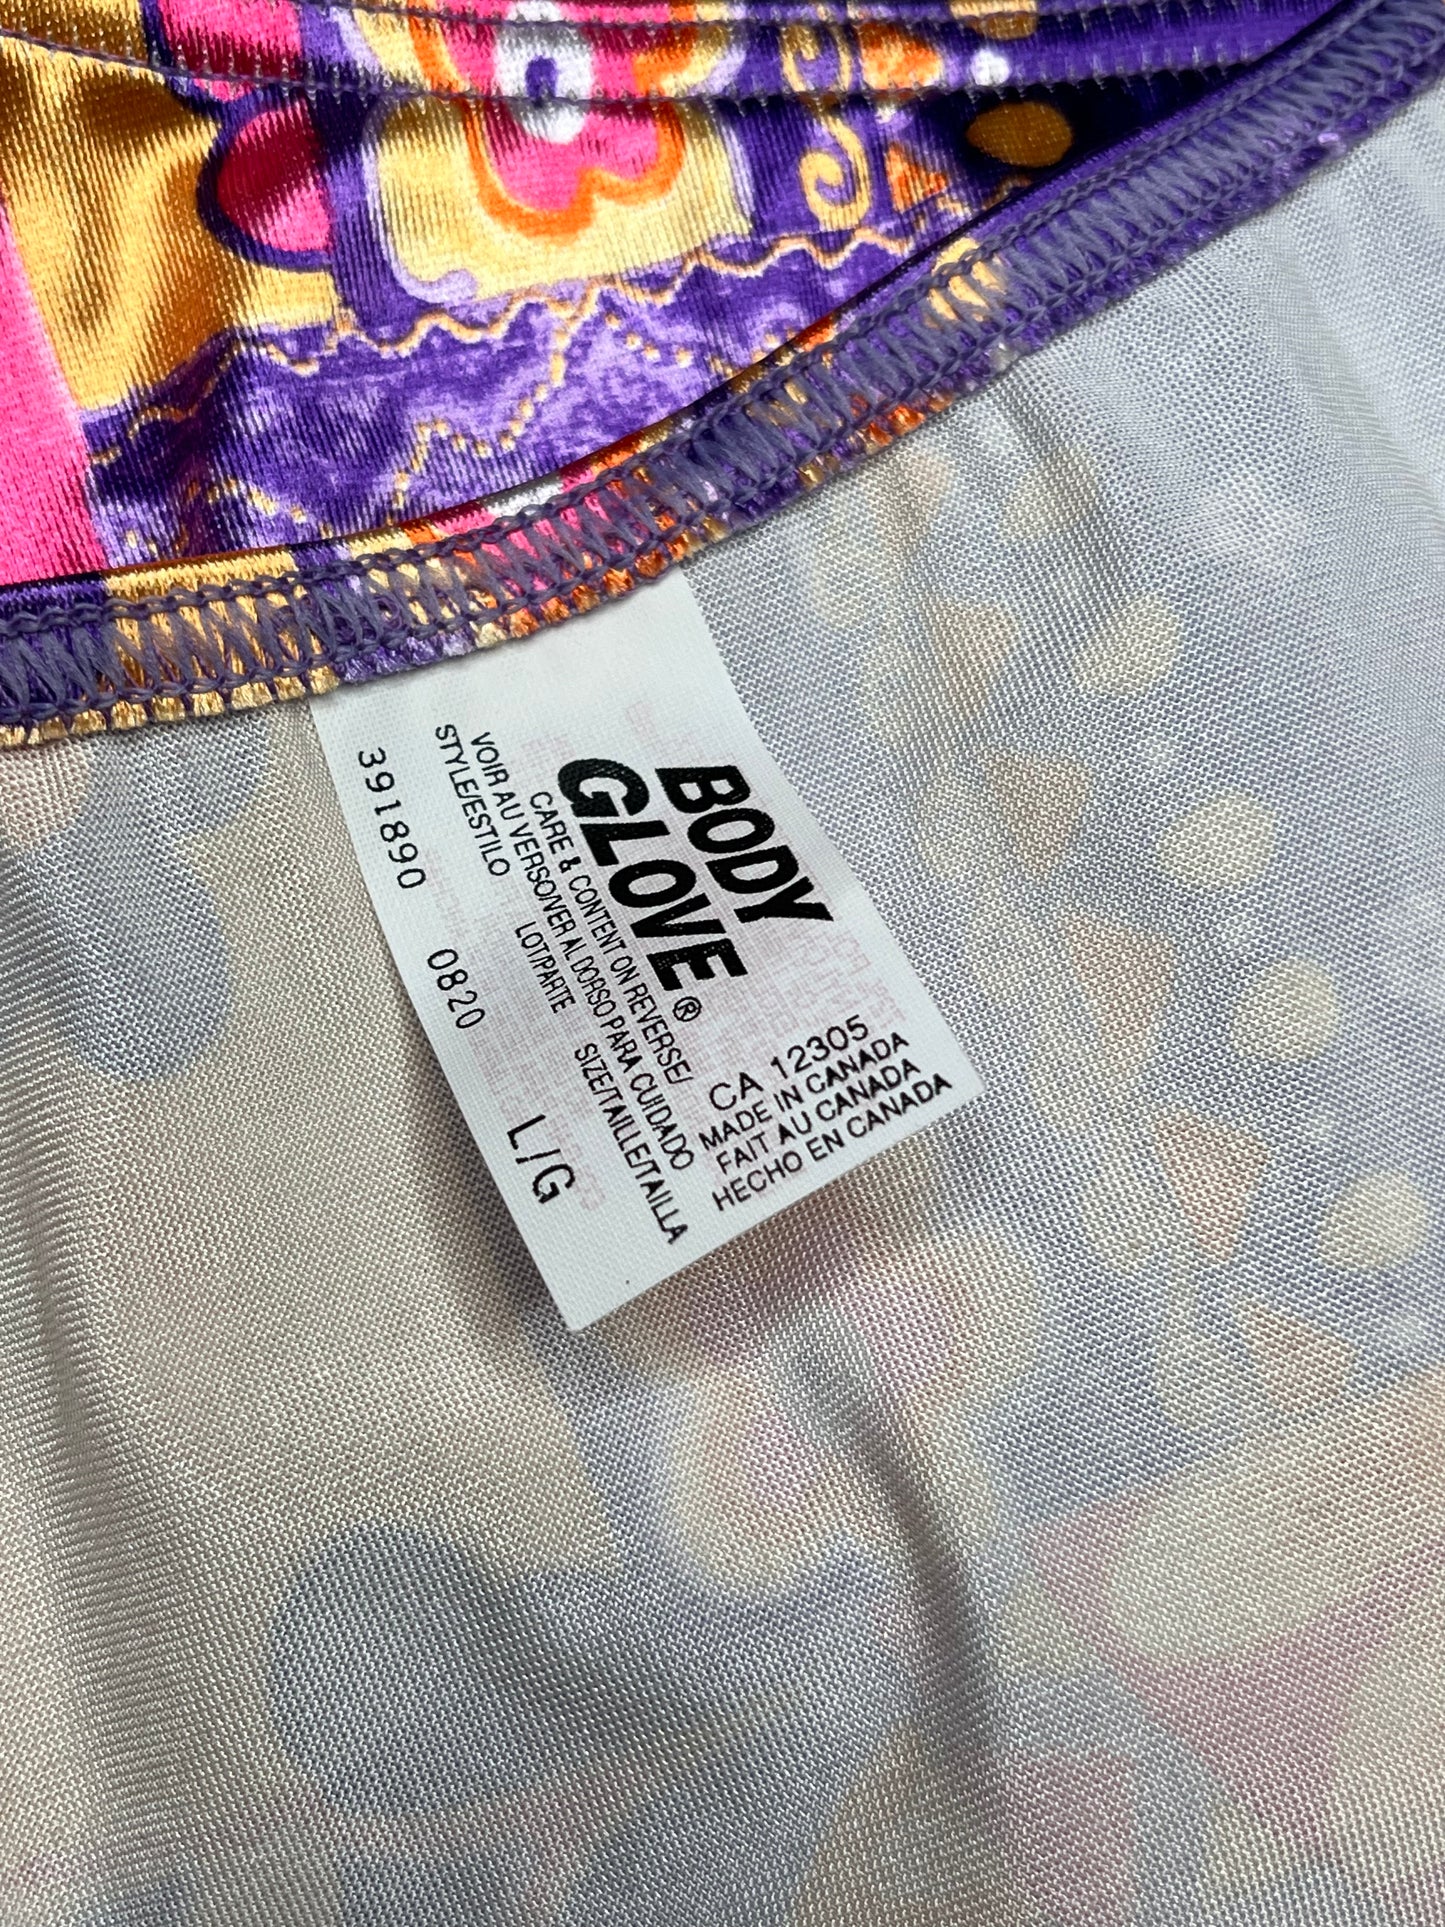 BODY
GLOVE®
CA 12305
MADE IN CANADA
FAIT AU CANADA
HECHO EN CANADA
CARE & CONTENT ON REVERSE/
VOIR AU VERSO/VER AL DORSO PARA CUIDADO
STYLE/ESTILO LOT/PARTE SIZE/TAILLE/TAILLA
391890 0820 L/G